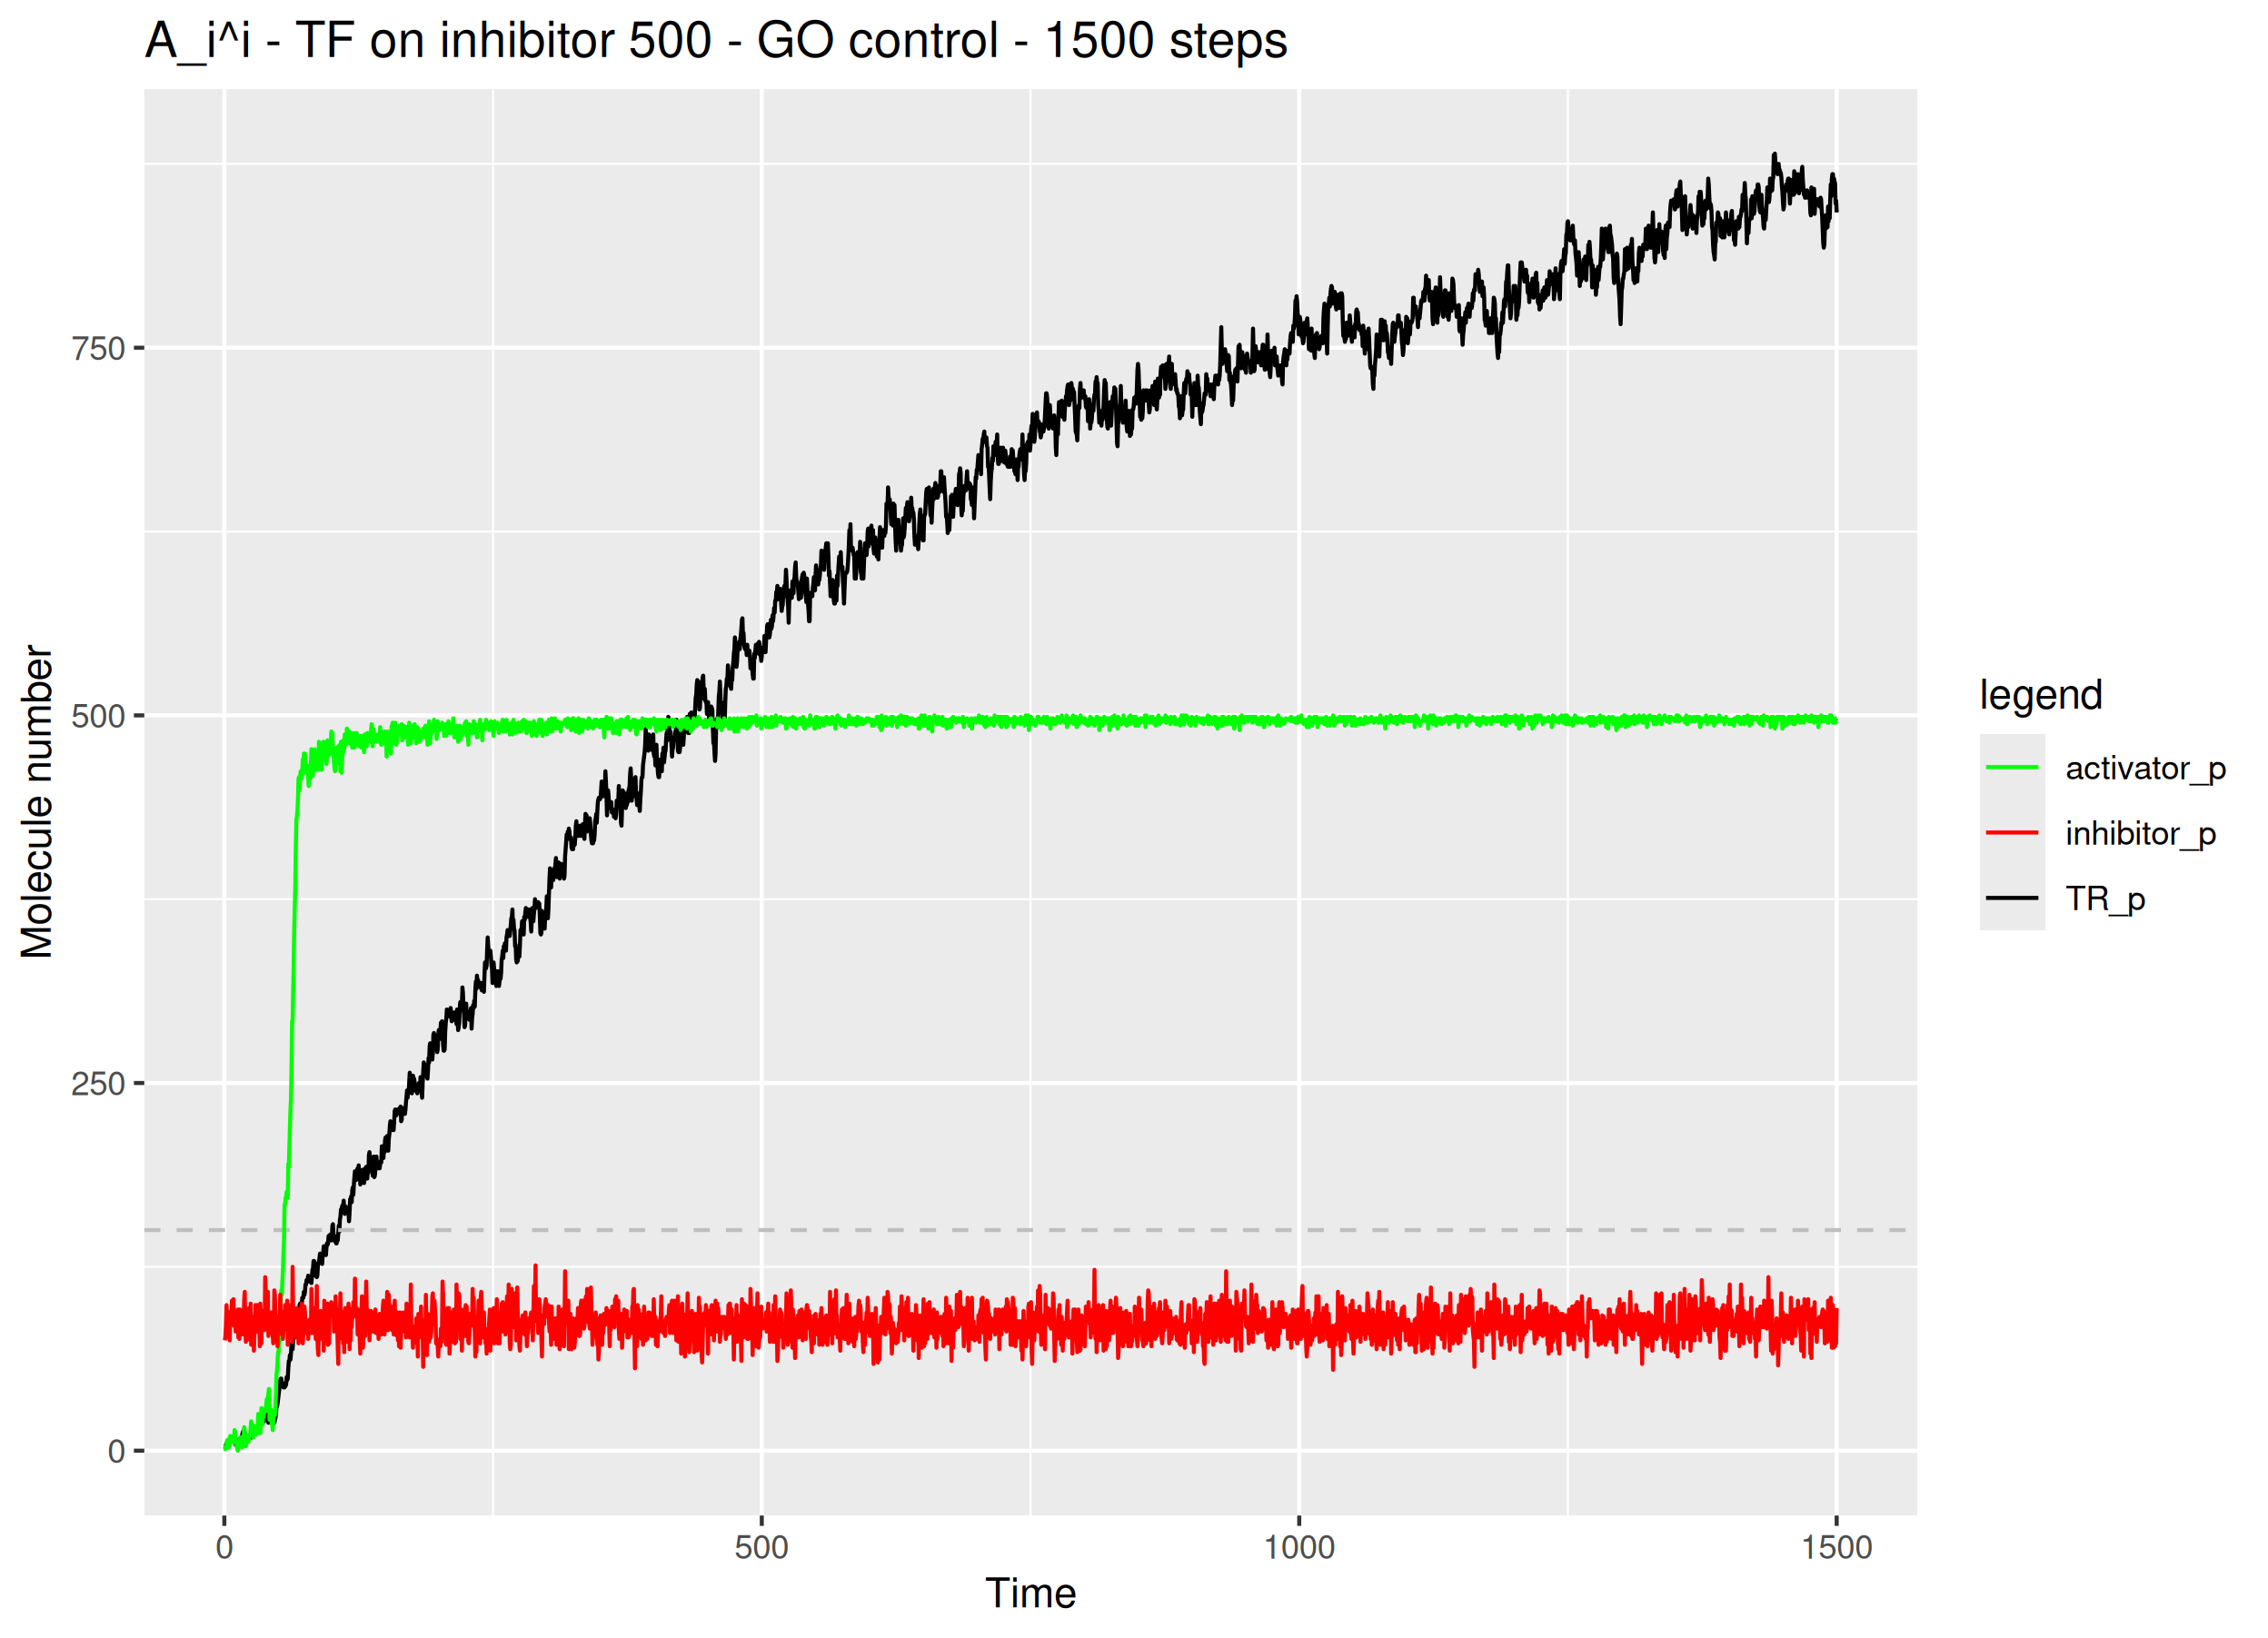 A_i^i - TF on inhibitor 500 - GO control - 1500 steps
Molecule number
750
500
250
0
0 500 1000 1500
Time
legend
activator_p
inhibitor_p
TR_p